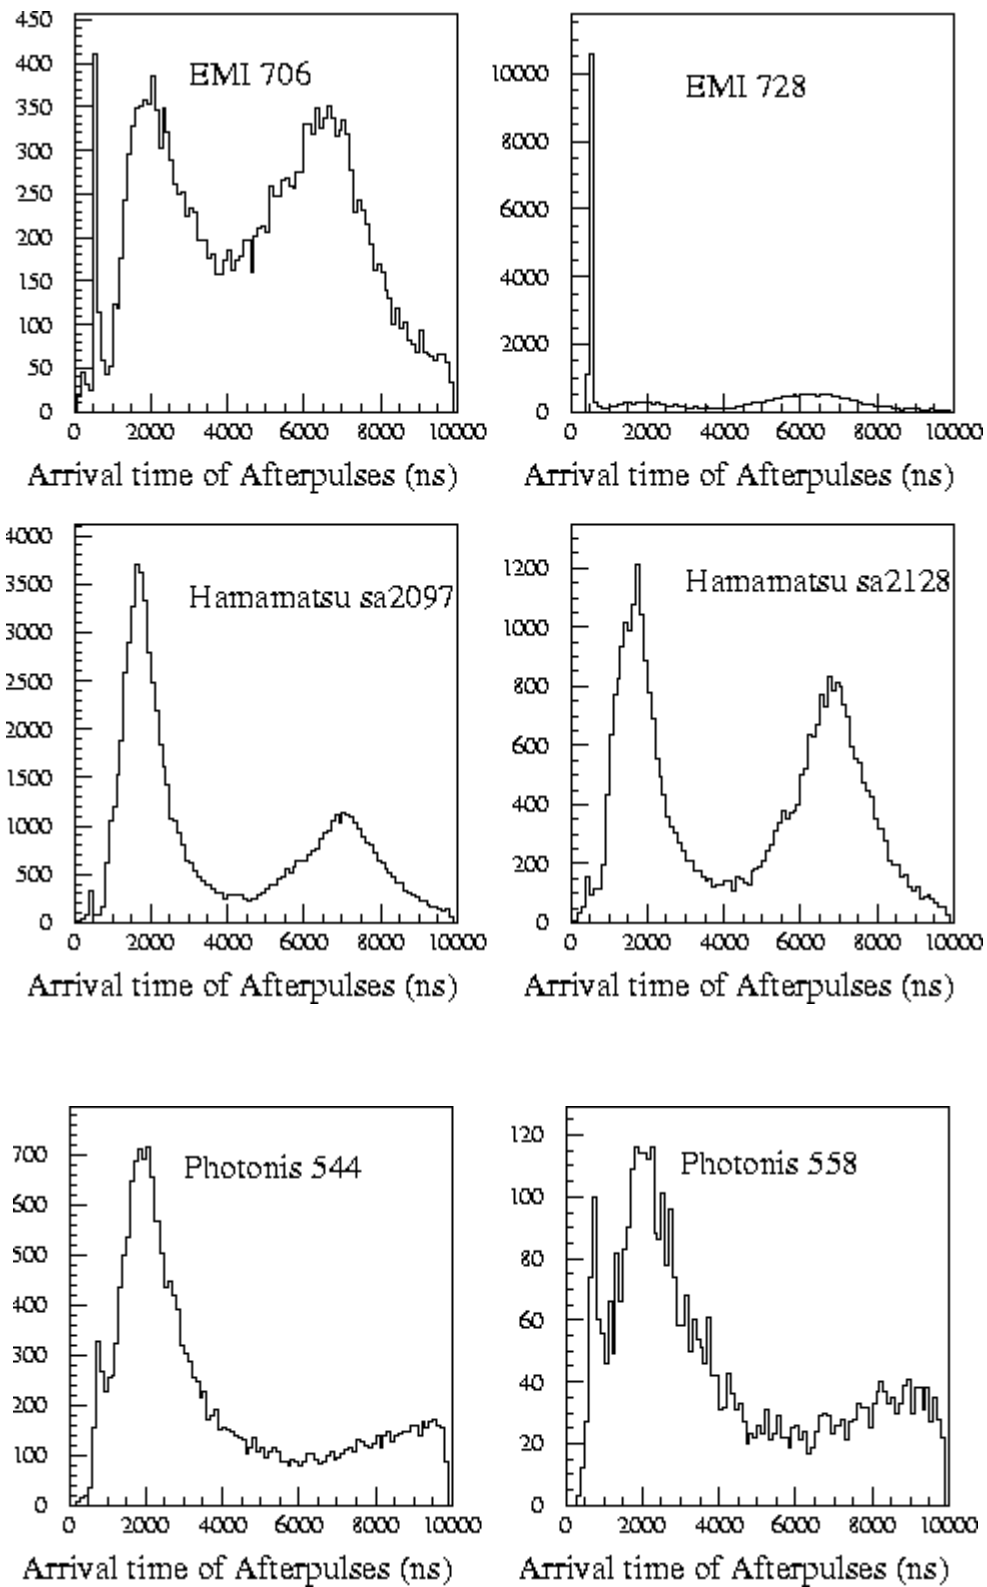 450
400
350
300
250
200
150
100
50
0
EMI 706
0 2000 4000 6000 8000 10000
Arrival time of Afterpulses (ns)
10000
8000
6000
4000
2000
0
EMI 728
0 2000 4000 6000 8000 10000
Arrival time of Afterpulses (ns)
4000
3500
3000
2500
2000
1500
1000
500
0
Hamamatsu sa2097
0 2000 4000 6000 8000 10000
Arrival time of Afterpulses (ns)
1200
1000
800
600
400
200
0
Hamamatsu sa2128
0 2000 4000 6000 8000 10000
Arrival time of Afterpulses (ns)
700
600
500
400
300
200
100
0
Photonis 544
0 2000 4000 6000 8000 10000
Arrival time of Afterpulses (ns)
120
100
80
60
40
20
0
Photonis 558
0 2000 4000 6000 8000 10000
Arrival time of Afterpulses (ns)